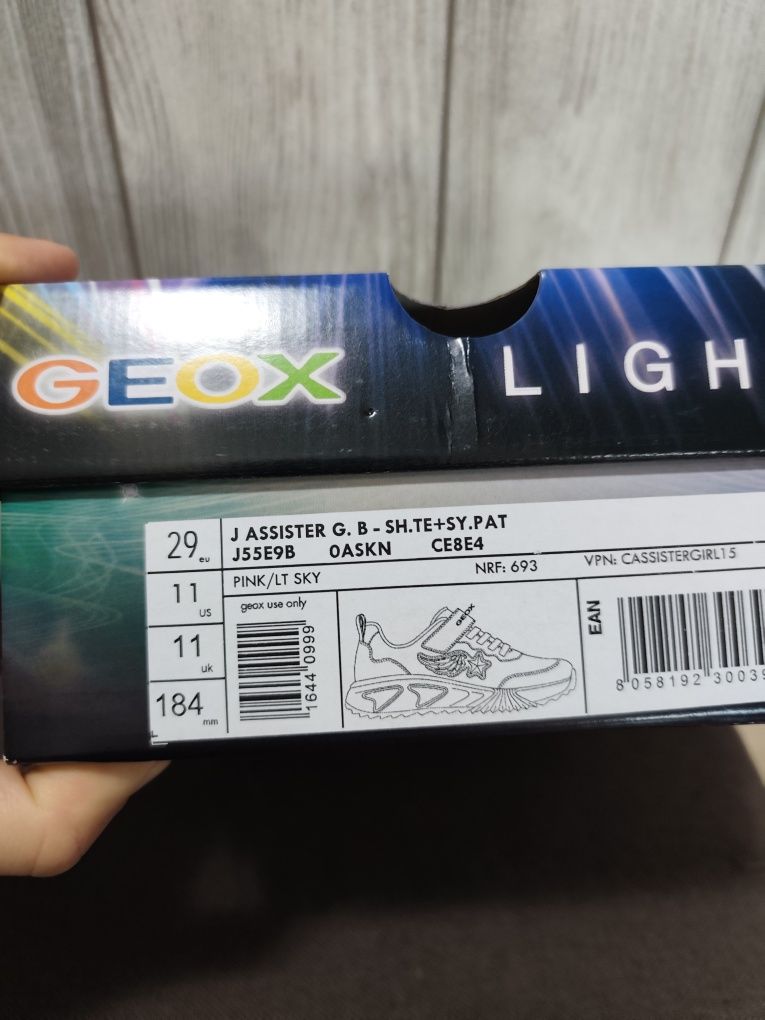 GEOX LIGH
29 eu
J ASSISTER G. B - SH.TE+SY.PAT
J55E9B 0ASKN CE8E4
11 US
PINK/LT SKY NRF: 693 VPN: CASSISTERGIRL15
geox use only
11 uk
184 mm
1644 0999
GEOX
EAN
8 058192 30039